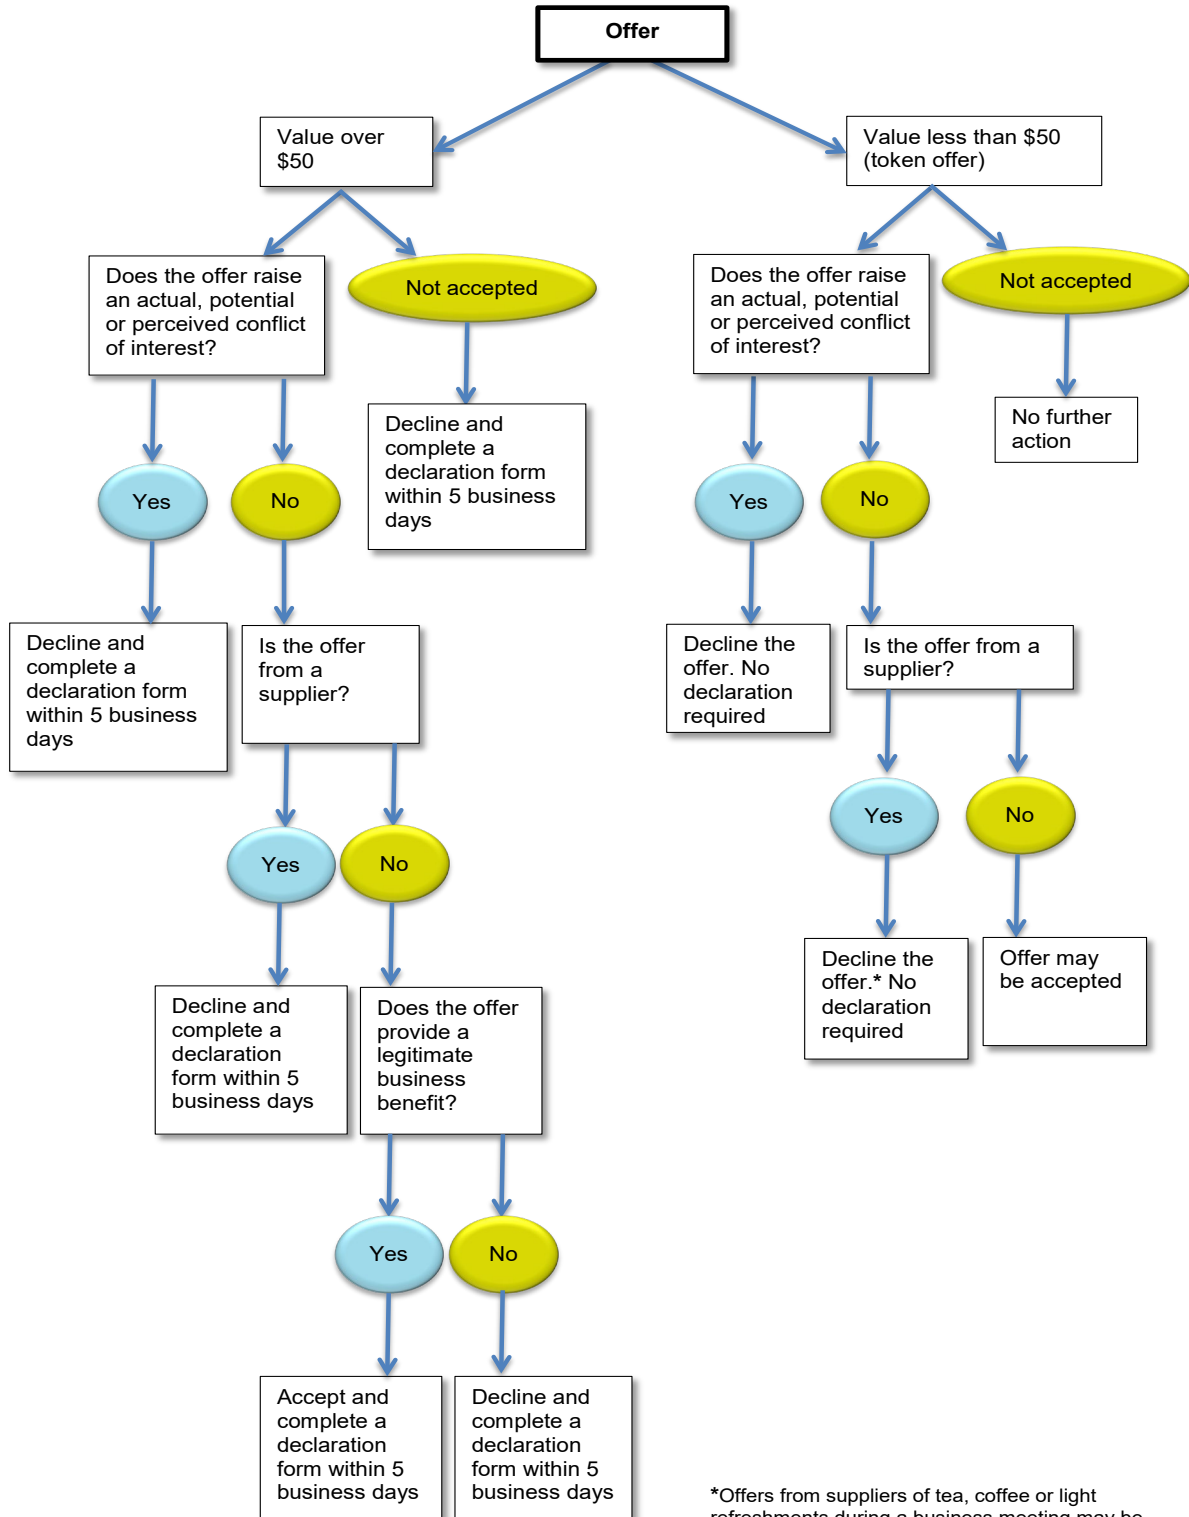 Offer
Value over
$50
Value less than $50
(token offer)
Does the offer raise
an actual, potential
or perceived conflict
of interest?
Not accepted
Does the offer raise
an actual, potential
or perceived conflict
of interest?
Not accepted
Decline and
complete a
declaration form
within 5 business
days
No further
action
Yes
No
Yes
No
Decline and
complete a
declaration form
within 5 business
days
Is the offer
from a
supplier?
Decline the
offer. No
declaration
required
Is the offer from a
supplier?
Yes
No
Yes
No
Decline and
complete a
declaration
form within 5
business days
Does the offer
provide a
legitimate
business
benefit?
Decline the
offer.* No
declaration
required
Offer may
be accepted
Yes
No
Accept and
complete a
declaration
form within 5
business days
Decline and
complete a
declaration
form within 5
business days
*Offers from suppliers of tea, coffee or light
refreshments during a business meeting may be